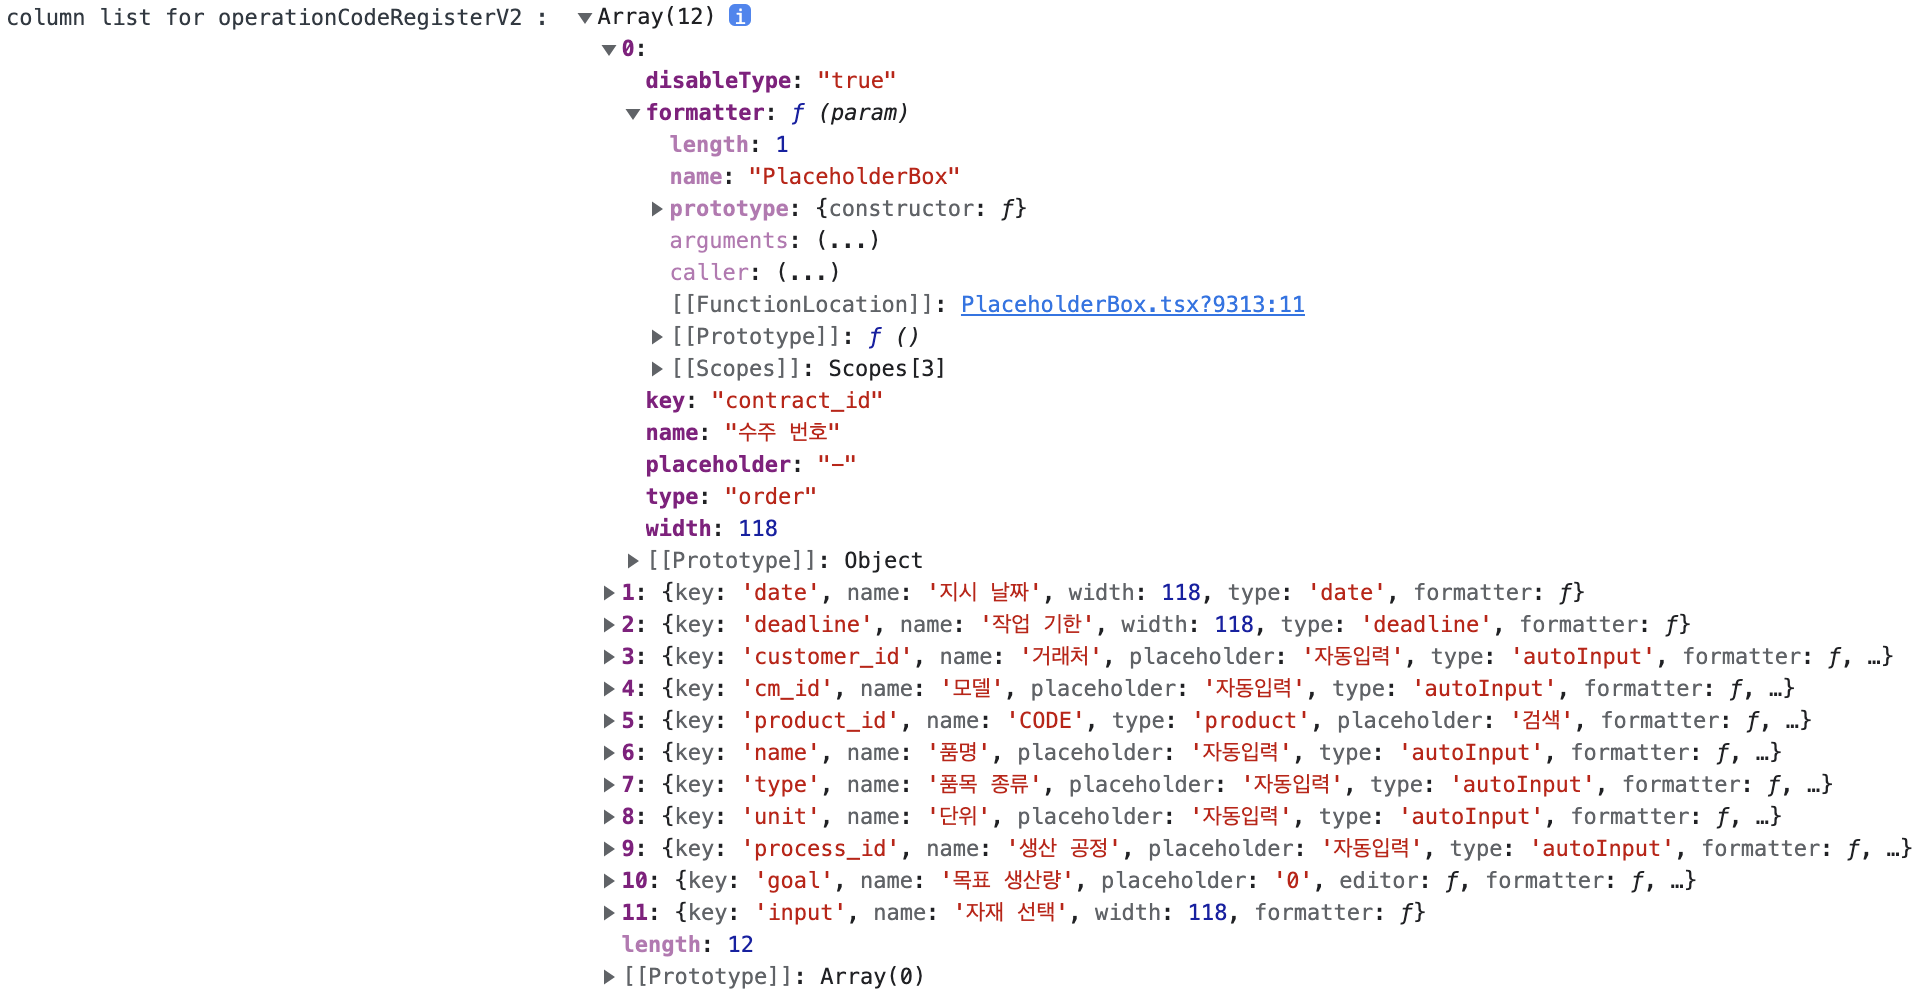 column list for operationCodeRegisterV2 : ▼Array(12) i
▼0:
disableType: "true"
▼formatter: ƒ (param)
length: 1
name: "PlaceholderBox"
▶prototype: {constructor: ƒ}
arguments: (...)
caller: (...)
[[FunctionLocation]]: PlaceholderBox.tsx?9313:11
▶[[Prototype]]: ƒ ()
▶[[Scopes]]: Scopes[3]
key: "contract_id"
name: "수주 번호"
placeholder: "-"
type: "order"
width: 118
▶[[Prototype]]: Object
▶1: {key: 'date', name: '지시 날짜', width: 118, type: 'date', formatter: ƒ}
▶2: {key: 'deadline', name: '작업 기한', width: 118, type: 'deadline', formatter: ƒ}
▶3: {key: 'customer_id', name: '거래처', placeholder: '자동입력', type: 'autoInput', formatter: ƒ, …}
▶4: {key: 'cm_id', name: '모델', placeholder: '자동입력', type: 'autoInput', formatter: ƒ, …}
▶5: {key: 'product_id', name: 'CODE', type: 'product', placeholder: '검색', formatter: ƒ, …}
▶6: {key: 'name', name: '품명', placeholder: '자동입력', type: 'autoInput', formatter: ƒ, …}
▶7: {key: 'type', name: '품목 종류', placeholder: '자동입력', type: 'autoInput', formatter: ƒ, …}
▶8: {key: 'unit', name: '단위', placeholder: '자동입력', type: 'autoInput', formatter: ƒ, …}
▶9: {key: 'process_id', name: '생산 공정', placeholder: '자동입력', type: 'autoInput', formatter: ƒ, …}
▶10: {key: 'goal', name: '목표 생산량', placeholder: '0', editor: ƒ, formatter: ƒ, …}
▶11: {key: 'input', name: '자재 선택', width: 118, formatter: ƒ}
length: 12
▶[[Prototype]]: Array(0)